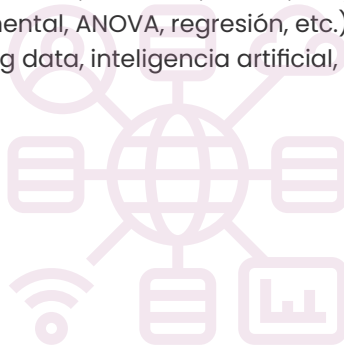 ANOVA, regresión, etc.)
data, inteligencia artificial,